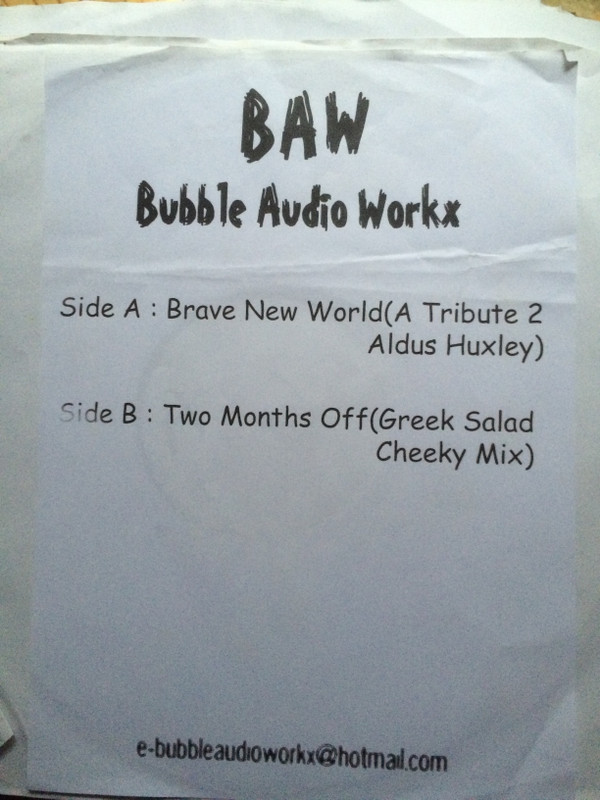 BAW
Bubble Audio Workx
Side A : Brave New World(A Tribute 2
Aldus Huxley)
Side B : Two Months Off(Greek Salad
Cheeky Mix)
e-bubbleaudioworkx@hotmail.com